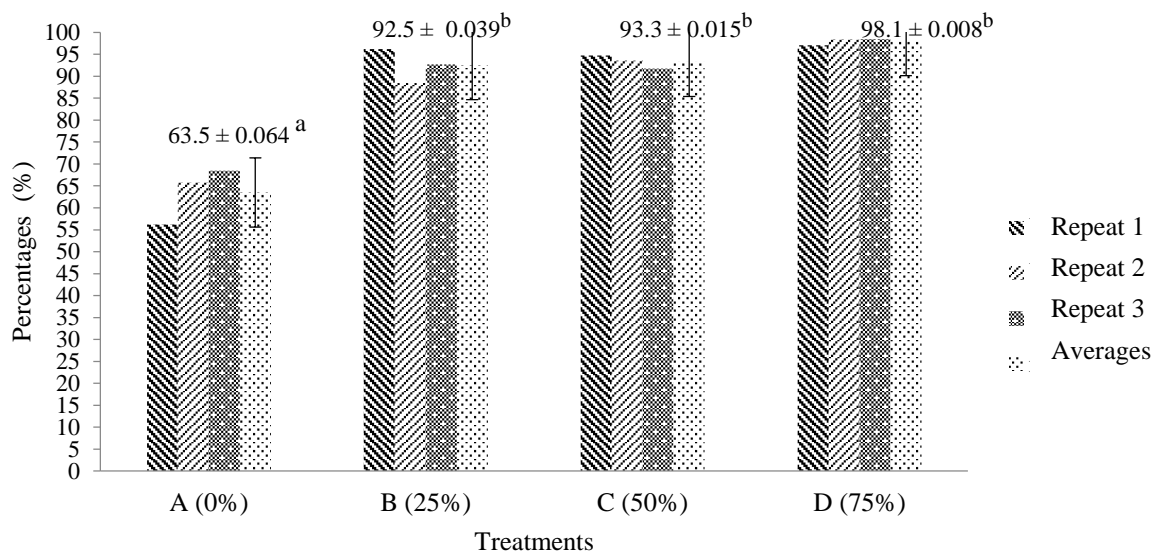 92.5 ± 0.039b
93.3 ± 0.015b
98.1 ± 0.008b
63.5 ± 0.064 a
100
95
90
85
80
75
70
65
60
55
50
45
40
35
30
25
20
15
10
5
0
Percentages (%)
A (0%)
B (25%)
C (50%)
D (75%)
Treatments
Repeat 1
Repeat 2
Repeat 3
Averages